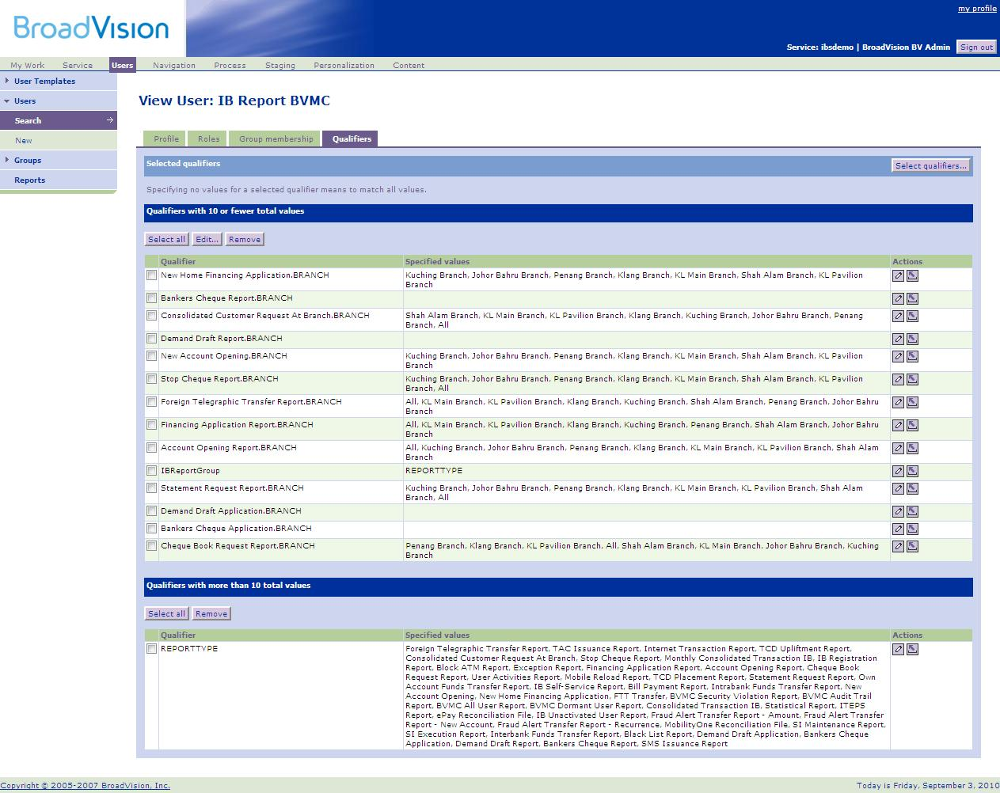 BroadVision
my profile
Service: ibsdemo | BroadVision BV Admin
Sign out
My Work Service Users Navigation Process Staging Personalization Content
User Templates
Users
Search
New
Groups
Reports
View User: IB Report BVMC
Profile Roles Group membership Qualifiers
Selected qualifiers
Select qualifiers...
Specifying no values for a selected qualifier means to match all values.
Qualifiers with 10 or fewer total values
Select all Edit... Remove
Qualifier Specified values Actions
New Home Financing Application.BRANCH Kuching Branch, Johor Bahru Branch, Penang Branch, Klang Branch, KL Main Branch, Shah Alam Branch, KL Pavilion
Branch
Bankers Cheque Report.BRANCH
Consolidated Customer Request At Branch.BRANCH Shah Alam Branch, KL Main Branch, KL Pavilion Branch, Klang Branch, Kuching Branch, Johor Bahru Branch, Penang
Branch, All
Demand Draft Report.BRANCH
New Account Opening.BRANCH Kuching Branch, Johor Bahru Branch, Penang Branch, Klang Branch, KL Main Branch, Shah Alam Branch, KL Pavilion
Branch
Stop Cheque Report.BRANCH Kuching Branch, Johor Bahru Branch, Penang Branch, Klang Branch, KL Main Branch, Shah Alam Branch, KL Pavilion
Branch, All
Foreign Telegraphic Transfer Report.BRANCH All, KL Main Branch, KL Pavilion Branch, Klang Branch, Kuching Branch, Shah Alam Branch, Penang Branch, Johor Bahru
Branch
Financing Application Report.BRANCH All, KL Main Branch, KL Pavilion Branch, Klang Branch, Kuching Branch, Penang Branch, Shah Alam Branch, Johor Bahru
Branch
Account Opening Report.BRANCH All, Kuching Branch, Johor Bahru Branch, Penang Branch, Klang Branch, KL Main Branch, KL Pavilion Branch, Shah Alam
Branch
IBReportGroup REPORTTYPE
Statement Request Report.BRANCH Kuching Branch, Johor Bahru Branch, Penang Branch, Klang Branch, KL Main Branch, KL Pavilion Branch, Shah Alam
Branch, All
Demand Draft Application.BRANCH
Bankers Cheque Application.BRANCH
Cheque Book Request Report.BRANCH Penang Branch, Klang Branch, KL Pavilion Branch, All, Shah Alam Branch, KL Main Branch, Johor Bahru Branch, Kuching
Branch
Qualifiers with more than 10 total values
Select all Remove
Qualifier Specified values Actions
REPORTTYPE Foreign Telegraphic Transfer Report, TAC Issuance Report, Internet Transaction Report, TCD Upliftment Report,
Consolidated Customer Request At Branch, Stop Cheque Report, Monthly Consolidated Transaction IB, IB Registration
Report, Block ATM Report, Exception Report, Financing Application Report, Account Opening Report, Cheque Book
Request Report, User Activities Report, Mobile Reload Report, TCD Placement Report, Statement Request Report, Own
Account Funds Transfer Report, IB Self-Service Report, Bill Payment Report, Intrabank Funds Transfer Report, New
Account Opening, New Home Financing Application, FTT Transfer, BVMC Security Violation Report, BVMC Audit Trail
Report, BVMC All User Report, BVMC Dormant User Report, Consolidated Transaction IB, Statistical Report, ITEPS
Report, ePay Reconciliation File, IB Unactivated User Report, Fraud Alert Transfer Report - Amount, Fraud Alert Transfer
Report - New Account, Fraud Alert Transfer Report - Recurrence, MobilityOne Reconciliation File, SI Maintenance Report,
SI Execution Report, Interbank Funds Transfer Report, Black List Report, Demand Draft Application, Bankers Cheque
Application, Demand Draft Report, Bankers Cheque Report, SMS Issuance Report
Copyright © 2005-2007 BroadVision, Inc.
Today is Friday, September 3, 2010